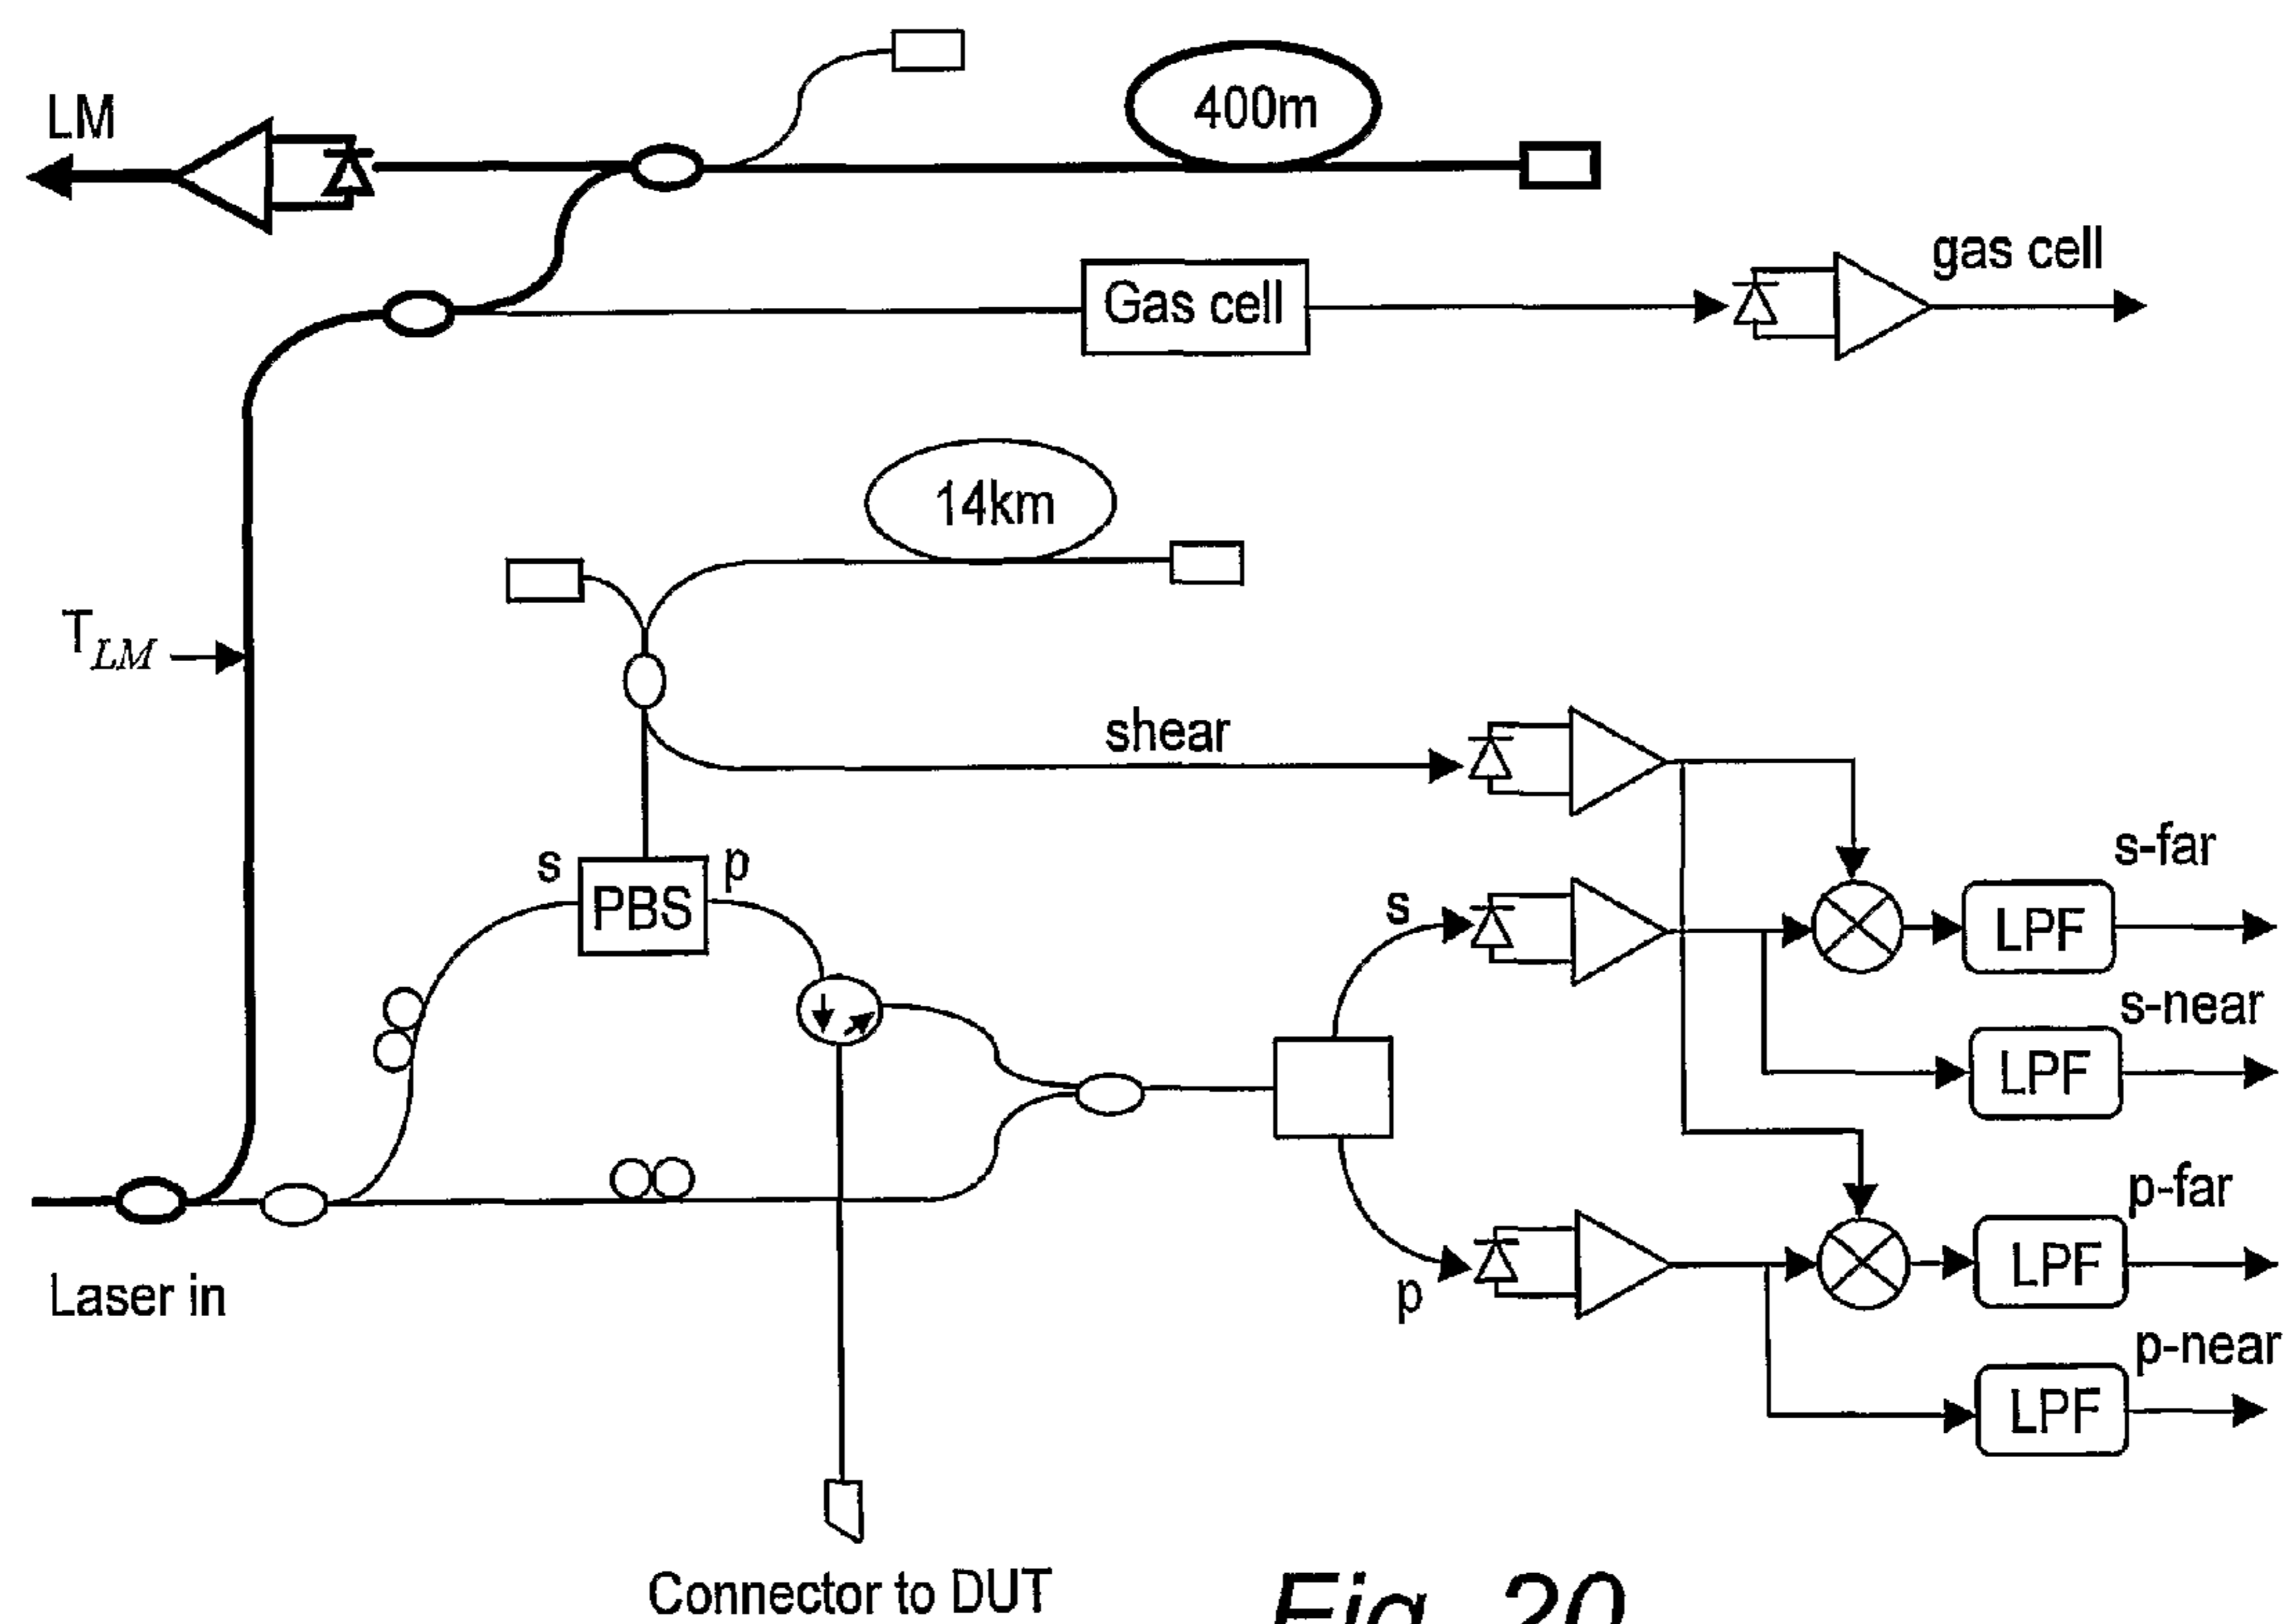 LM
400m
gas cell
Gas cell
14km
T_LM
shear
s
PBS
p
s-far
s
LPF
s-near
LPF
p-far
Laser in
p
LPF
p-near
LPF
Connector to DUT
Fig. 20